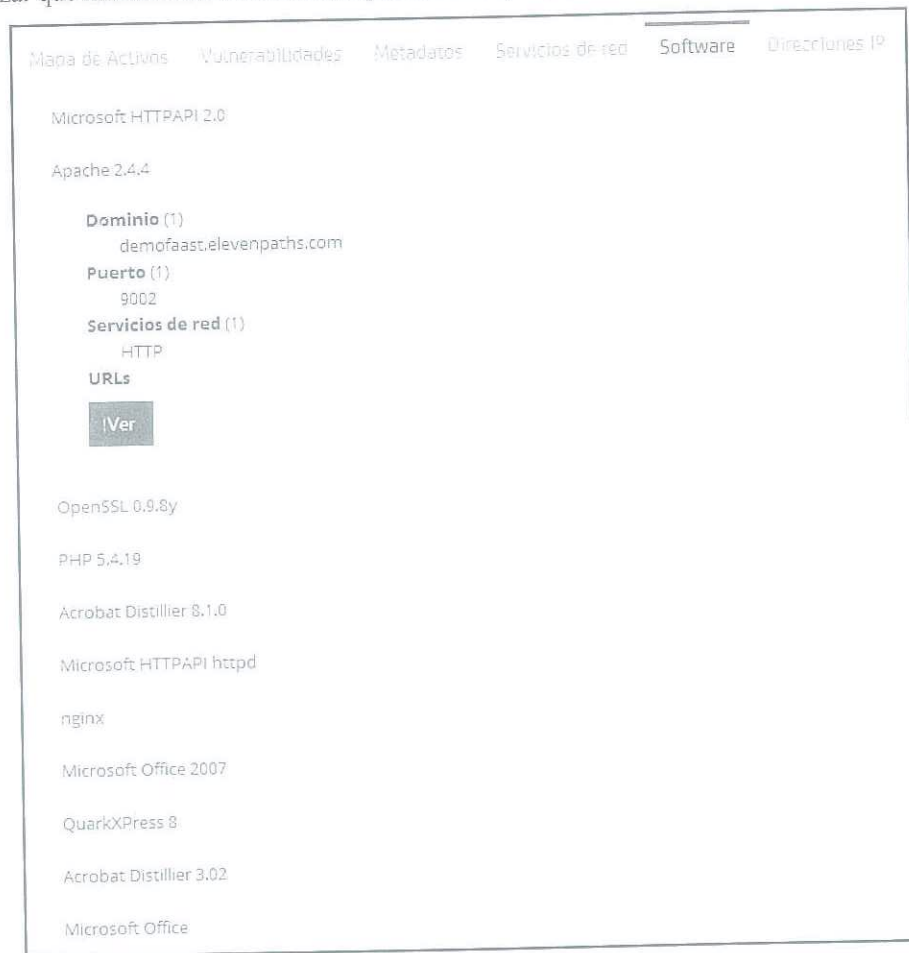 que
Mapa de Activos Vulnerabilidades Metadatos Servicios de red Software Direcciones IP
Microsoft HTTPAPI 2.0
Apache 2.4.4
Dominio (1)
demofaast.elevenpaths.com
Puerto (1)
9002
Servicios de red (1)
HTTP
URLs
!Ver
OpenSSL 0.9.8y
PHP 5.4.19
Acrobat Distillier 8.1.0
Microsoft HTTPAPI httpd
nginx
Microsoft Office 2007
QuarkXPress 8
Acrobat Distillier 3.02
Microsoft Office